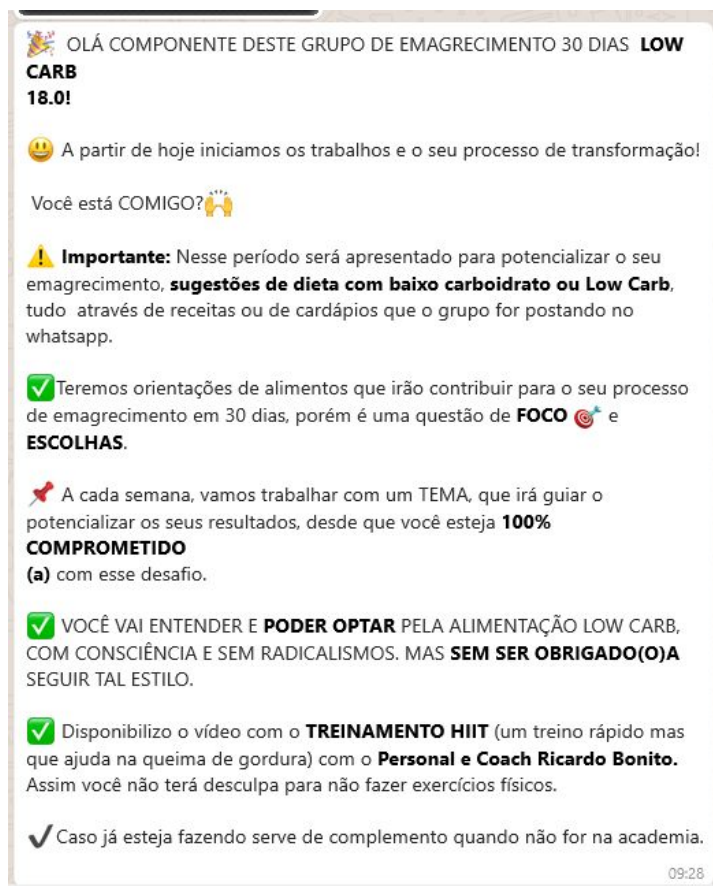 🎉 OLÁ COMPONENTE DESTE GRUPO DE EMAGRECIMENTO 30 DIAS LOW
CARB
18.0!
😃 A partir de hoje iniciamos os trabalhos e o seu processo de transformação!
Você está COMIGO?🙌
⚠️ Importante: Nesse período será apresentado para potencializar o seu
emagrecimento, sugestões de dieta com baixo carboidrato ou Low Carb,
tudo através de receitas ou de cardápios que o grupo for postando no
whatsapp.
✅Teremos orientações de alimentos que irão contribuir para o seu processo
de emagrecimento em 30 dias, porém é uma questão de FOCO 🎯 e
ESCOLHAS.
📌 A cada semana, vamos trabalhar com um TEMA, que irá guiar o
potencializar os seus resultados, desde que você esteja 100%
COMPROMETIDO
(a) com esse desafio.
✅ VOCÊ VAI ENTENDER E PODER OPTAR PELA ALIMENTAÇÃO LOW CARB,
COM CONSCIÊNCIA E SEM RADICALISMOS. MAS SEM SER OBRIGADO(O)A
SEGUIR TAL ESTILO.
✅ Disponibilizo o vídeo com o TREINAMENTO HIIT (um treino rápido mas
que ajuda na queima de gordura) com o Personal e Coach Ricardo Bonito.
Assim você não terá desculpa para não fazer exercícios físicos.
✔️Caso já esteja fazendo serve de complemento quando não for na academia.
09:28